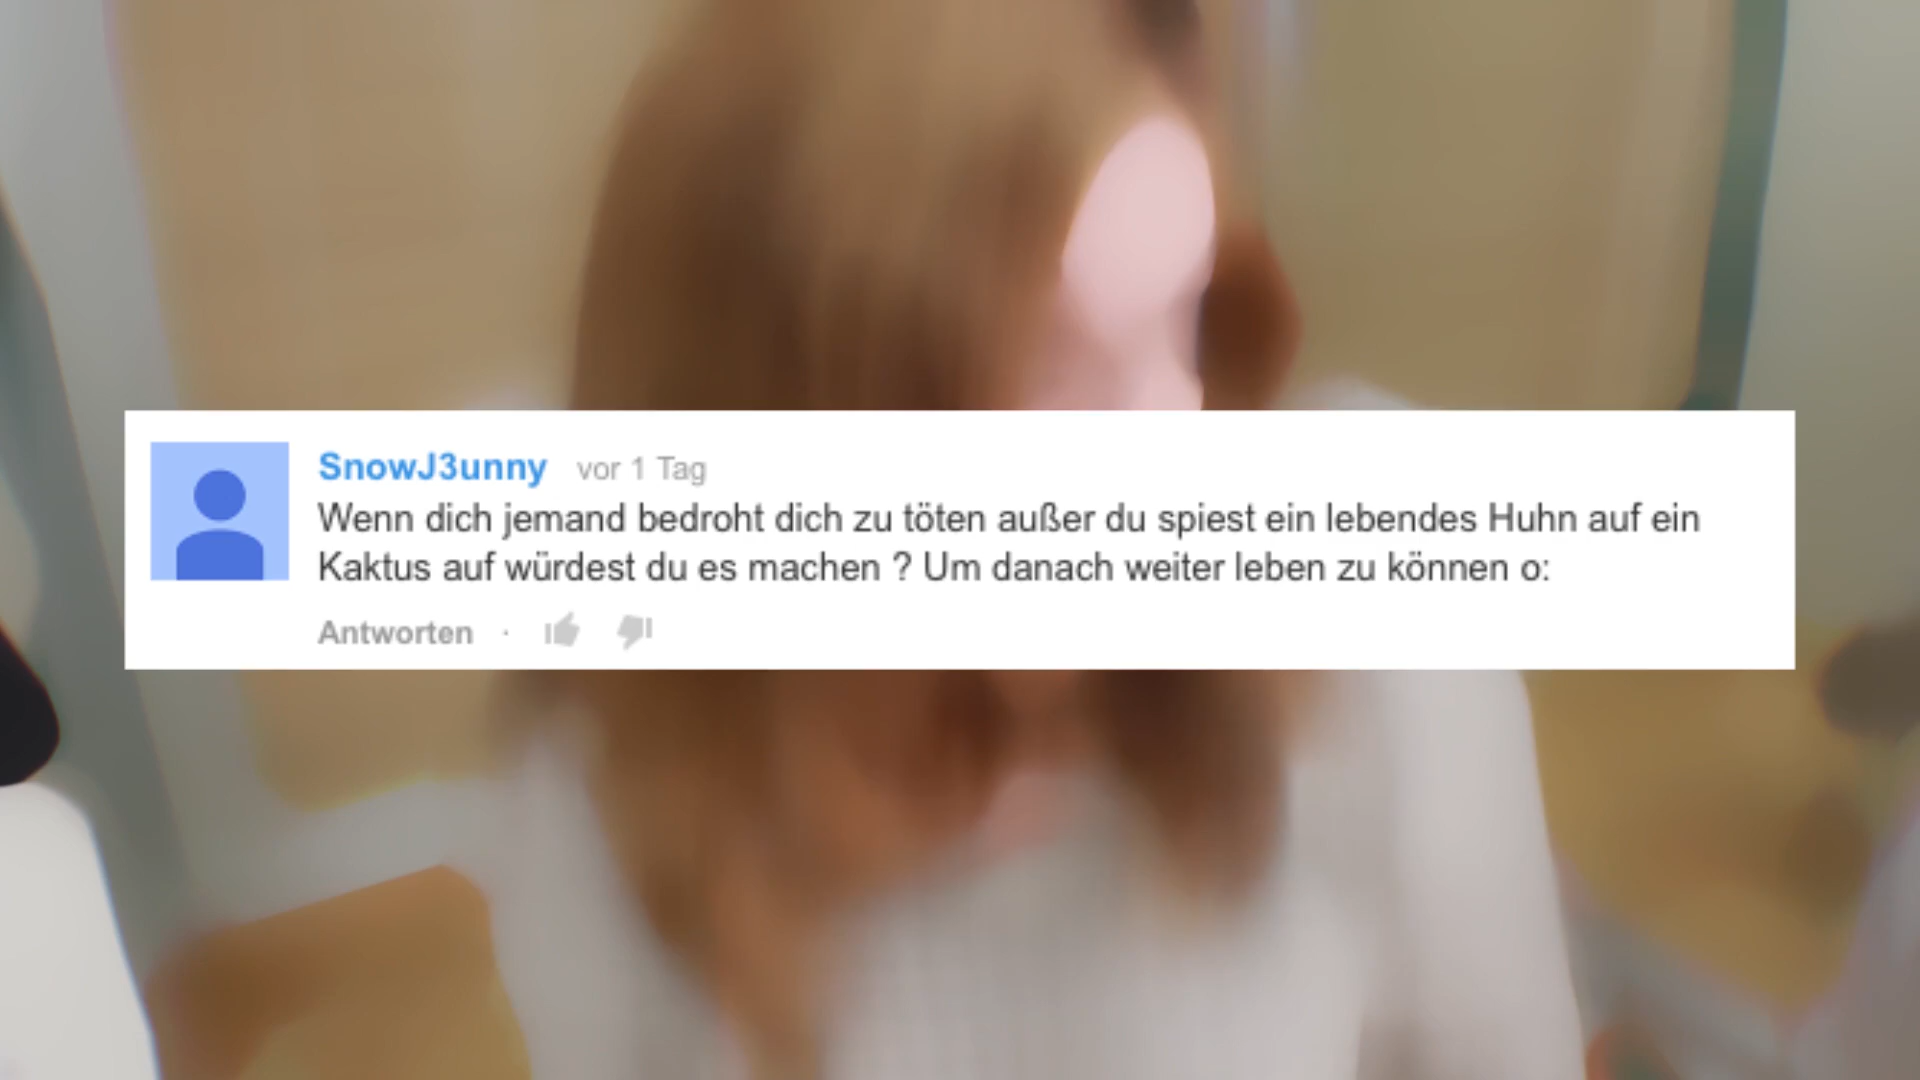 SnowJ3unny vor 1 Tag
Wenn dich jemand bedroht dich zu töten außer du spiest ein lebendes Huhn auf ein
Kaktus auf würdest du es machen ? Um danach weiter leben zu können o:
Antworten ·